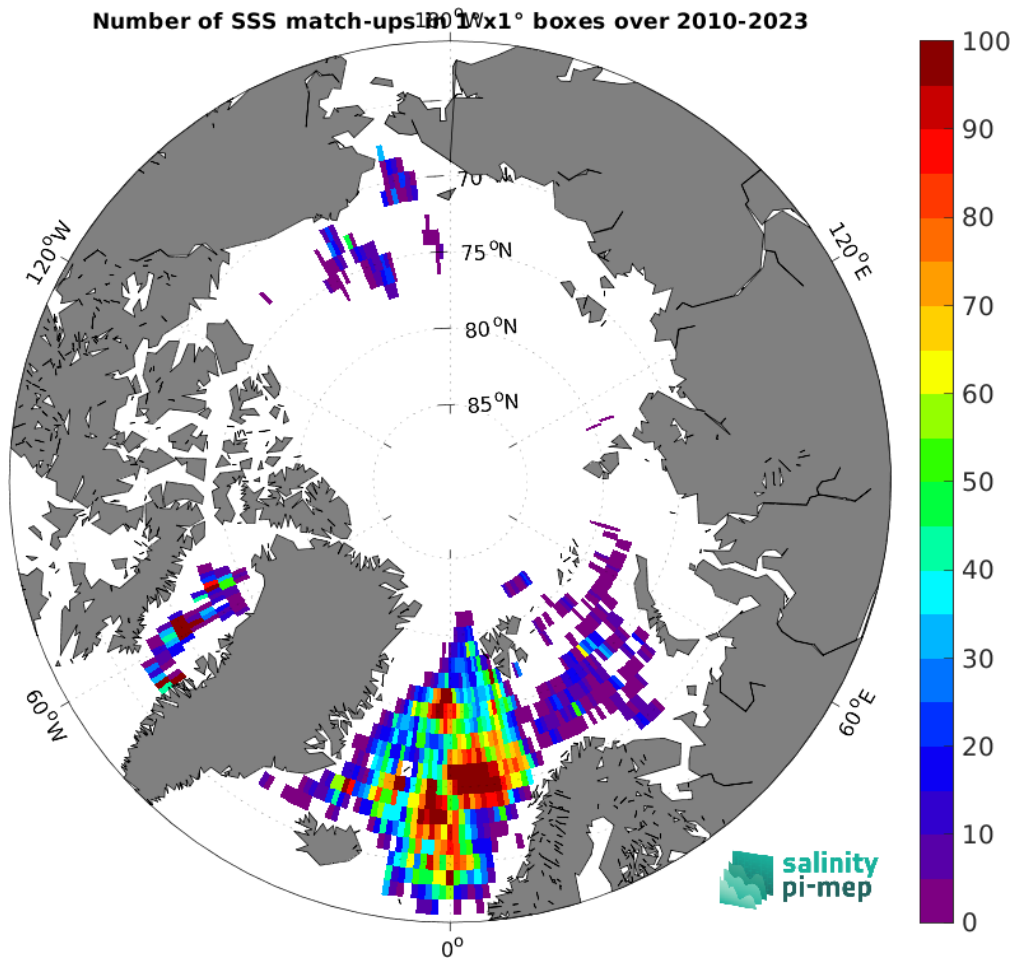 Number of SSS match-ups in 1°x1° boxes over 2010-2023
180°W
100
90
80
70
60
50
40
30
20
10
0
70°N
75°N
80°N
85°N
120°W
120°E
60°W
60°E
0°
salinity
pi-mep